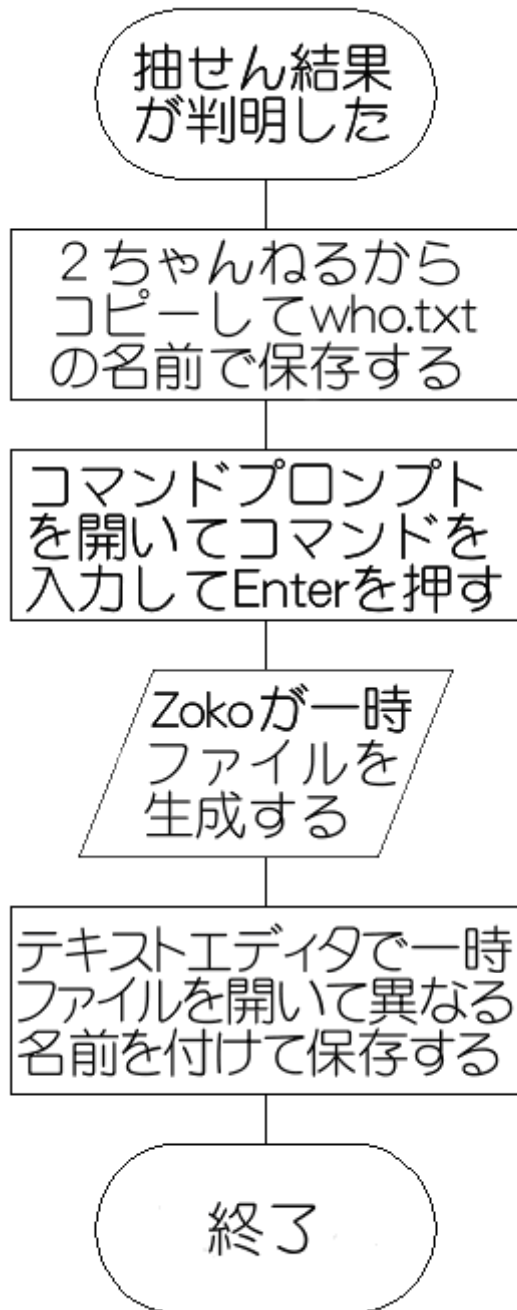 抽せん結果
が判明した
２ちゃんねるから
コピーしてwho.txt
の名前で保存する
コマンドプロンプト
を開いてコマンドを
入力してEnterを押す
Zokoが一時
ファイルを
生成する
テキストエディタで一時
ファイルを開いて異なる
名前を付けて保存する
終了